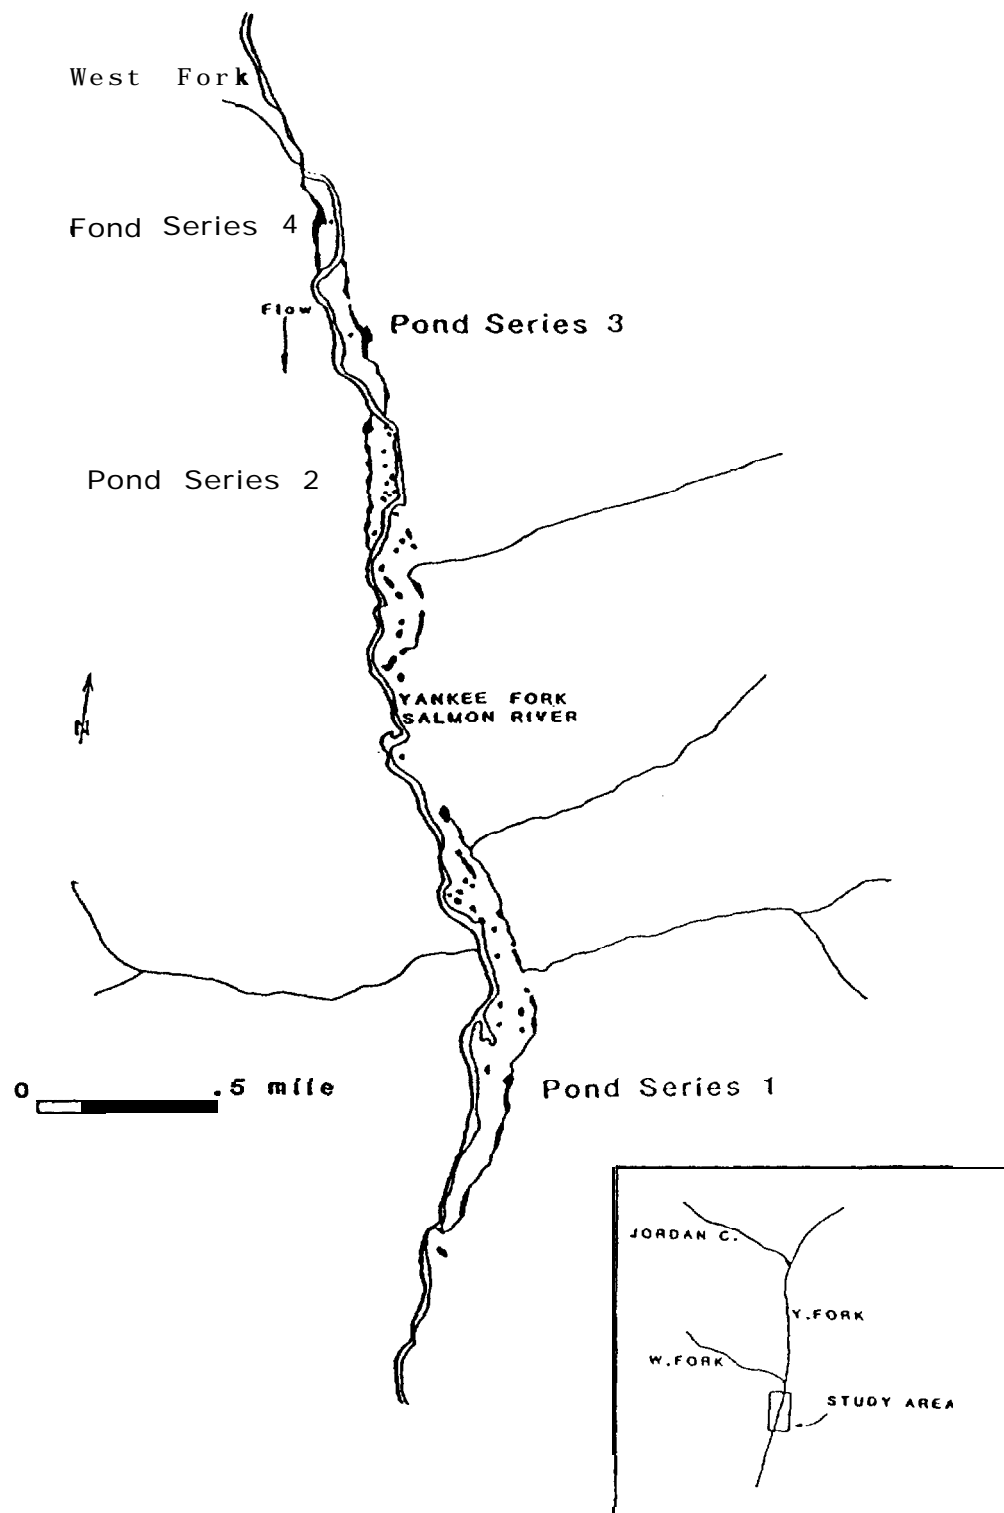 West Fork
Fond Series 4
Flow
Pond Series 3
Pond Series 2
N
YANKEE FORK
SALMON RIVER
0 .5 mile
Pond Series 1
JORDAN C.
Y.FORK
W.FORK
STUDY AREA